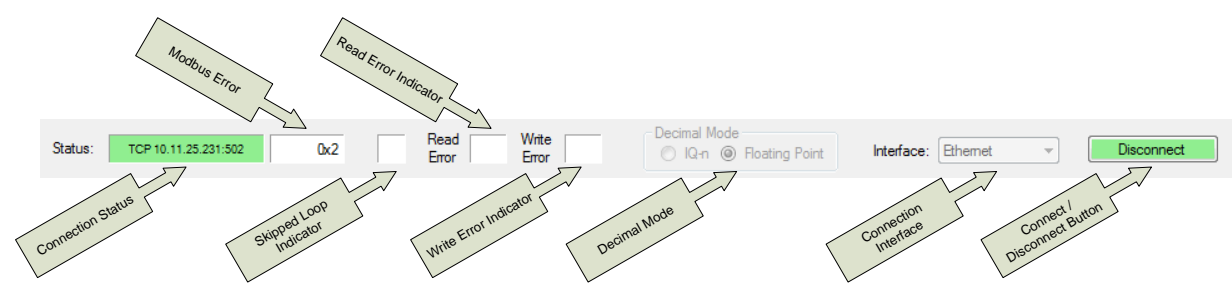 Modbus Error
Read Error Indicator
Status:
TCP 10.11.25.231:502
0x2
Read
Error
Write
Error
Decimal Mode
IQ-n
Floating Point
Interface:
Ethernet
Disconnect
Connection Status
Skipped Loop
Indicator
Write Error Indicator
Decimal Mode
Connection
Interface
Connect /
Disconnect Button